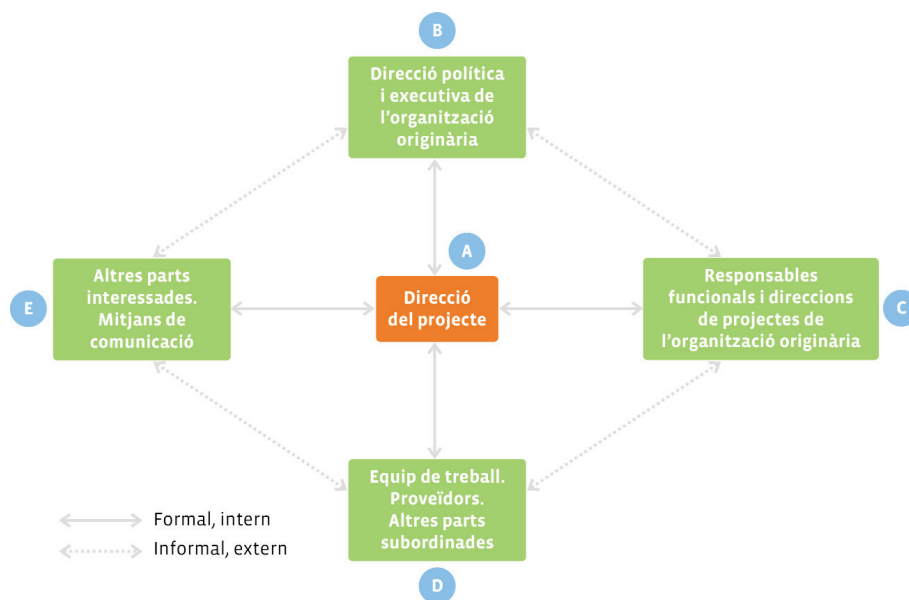 B
Direcció política
i executiva de
l’organització
originària
A
Altres parts
interessades.
Mitjans de
comunicació
E
Direcció
del projecte
Responsables
funcionals i direccions
de projectes de
l’organització originària
C
Equip de treball.
Proveïdors.
Altres parts
subordinades
D
Formal, intern
Informal, extern